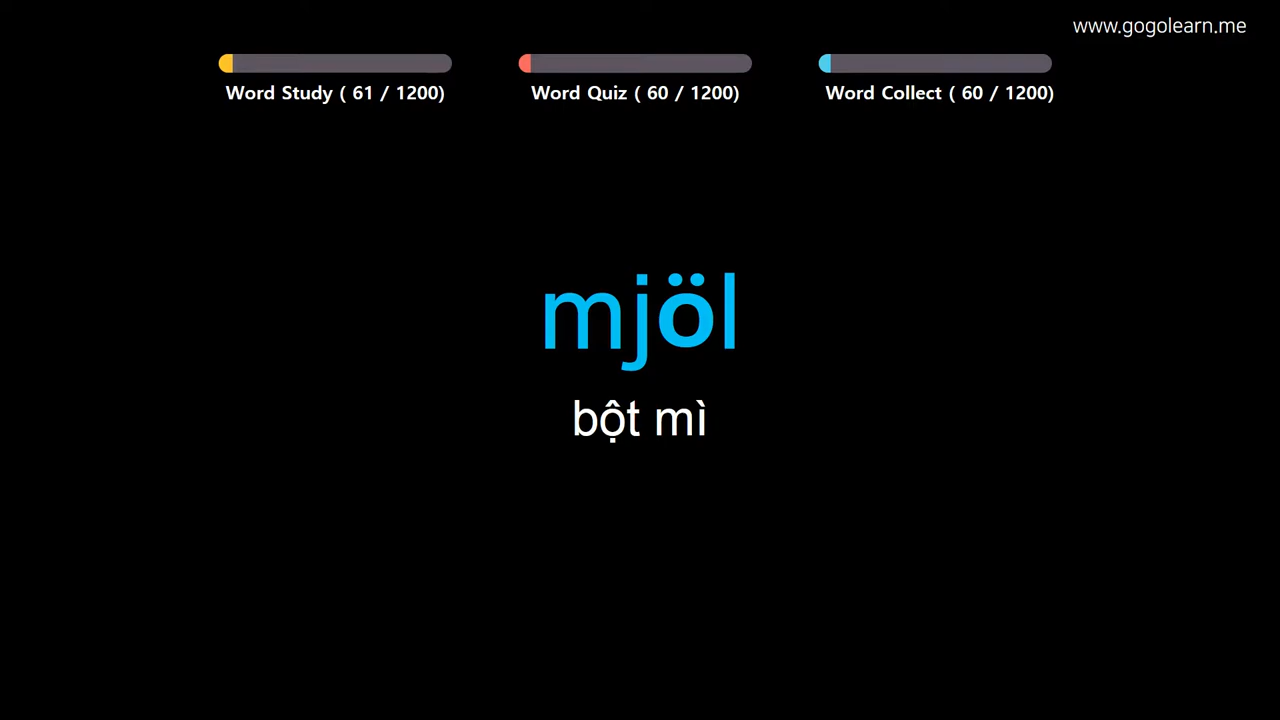 www.gogolearn.me
Word Study ( 61 / 1200)
Word Quiz ( 60 / 1200)
Word Collect ( 60 / 1200)
mjöl
bột mì